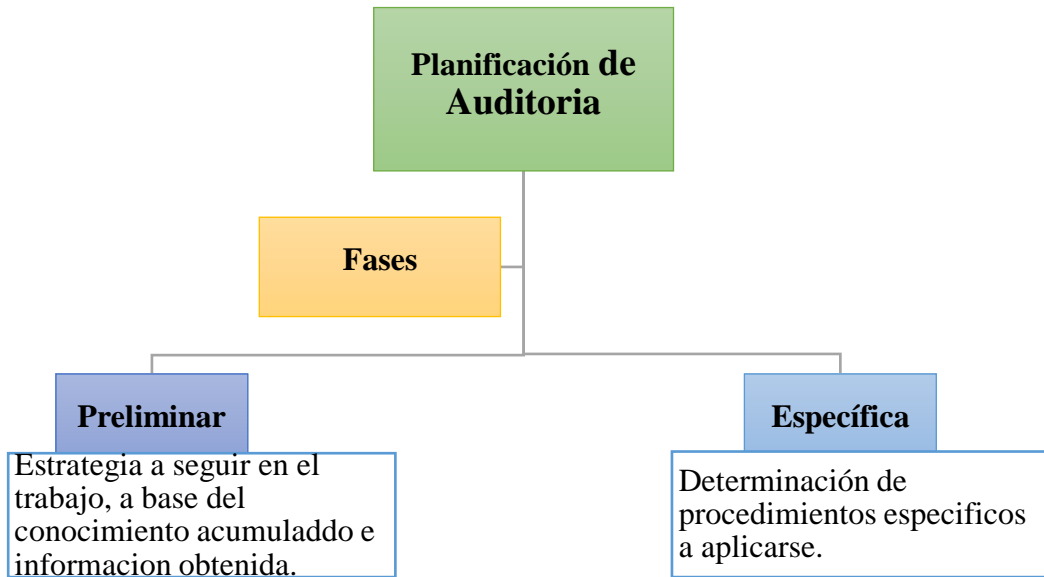 Planificación de
Auditoria
Fases
Preliminar
Estrategia a seguir en el
trabajo, a base del
conocimiento acumuladdo e
informacion obtenida.
Específica
Determinación de
procedimientos especificos
a aplicarse.